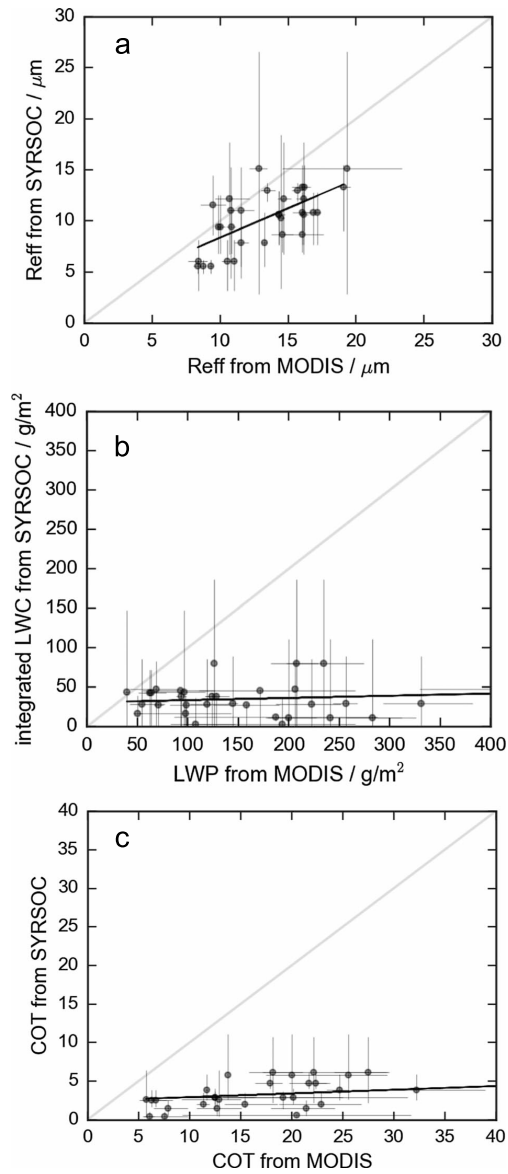 a
30
25
20
15
10
5
0
Reff from SYRSOC / μm
0 5 10 15 20 25 30
Reff from MODIS / μm
b
400
350
300
250
200
150
100
50
0
integrated LWC from SYRSOC / g/m²
0 50 100 150 200 250 300 350 400
LWP from MODIS / g/m²
c
40
35
30
25
20
15
10
5
0
COT from SYRSOC
0 5 10 15 20 25 30 35 40
COT from MODIS